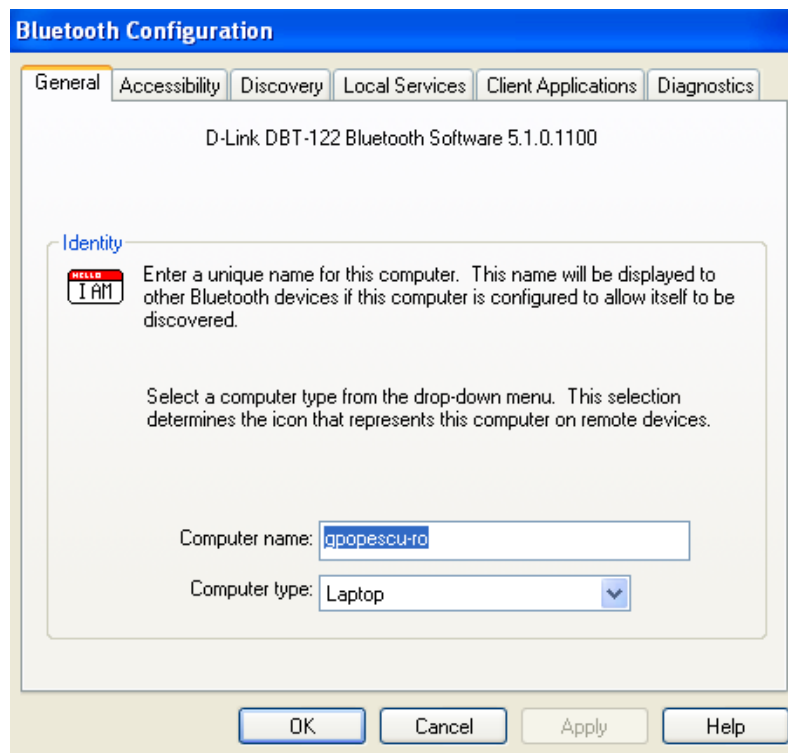 Bluetooth Configuration
General Accessibility Discovery Local Services Client Applications Diagnostics
D-Link DBT-122 Bluetooth Software 5.1.0.1100
Identity
HELLO
I AM
Enter a unique name for this computer. This name will be displayed to
other Bluetooth devices if this computer is configured to allow itself to be
discovered.
Select a computer type from the drop-down menu. This selection
determines the icon that represents this computer on remote devices.
Computer name: gpopescu-ro
Computer type: Laptop
OK Cancel Apply Help